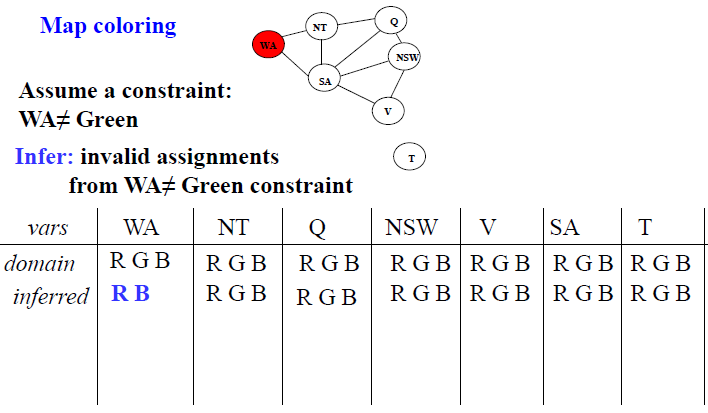 Map coloring
NT
Q
WA
NSW
SA
V
T
Assume a constraint:
WA≠ Green
Infer: invalid assignments
from WA≠ Green constraint
vars WA NT Q NSW V SA T
domain R G B R G B R G B R G B R G B R G B R G B
inferred R B R G B R G B R G B R G B R G B R G B